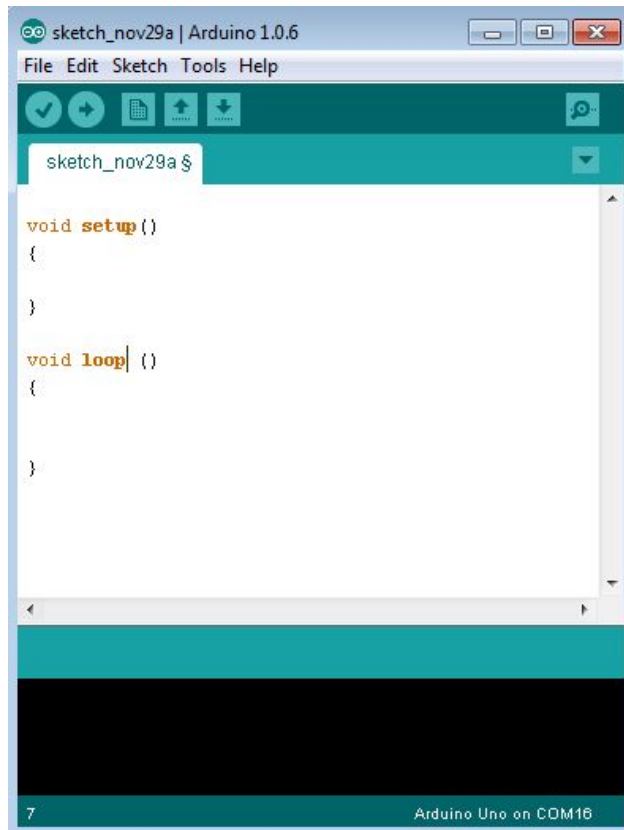 sketch_nov29a | Arduino 1.0.6
File Edit Sketch Tools Help
sketch_nov29a §
void setup()
{
}
void loop ()
{
}
7 Arduino Uno on COM16